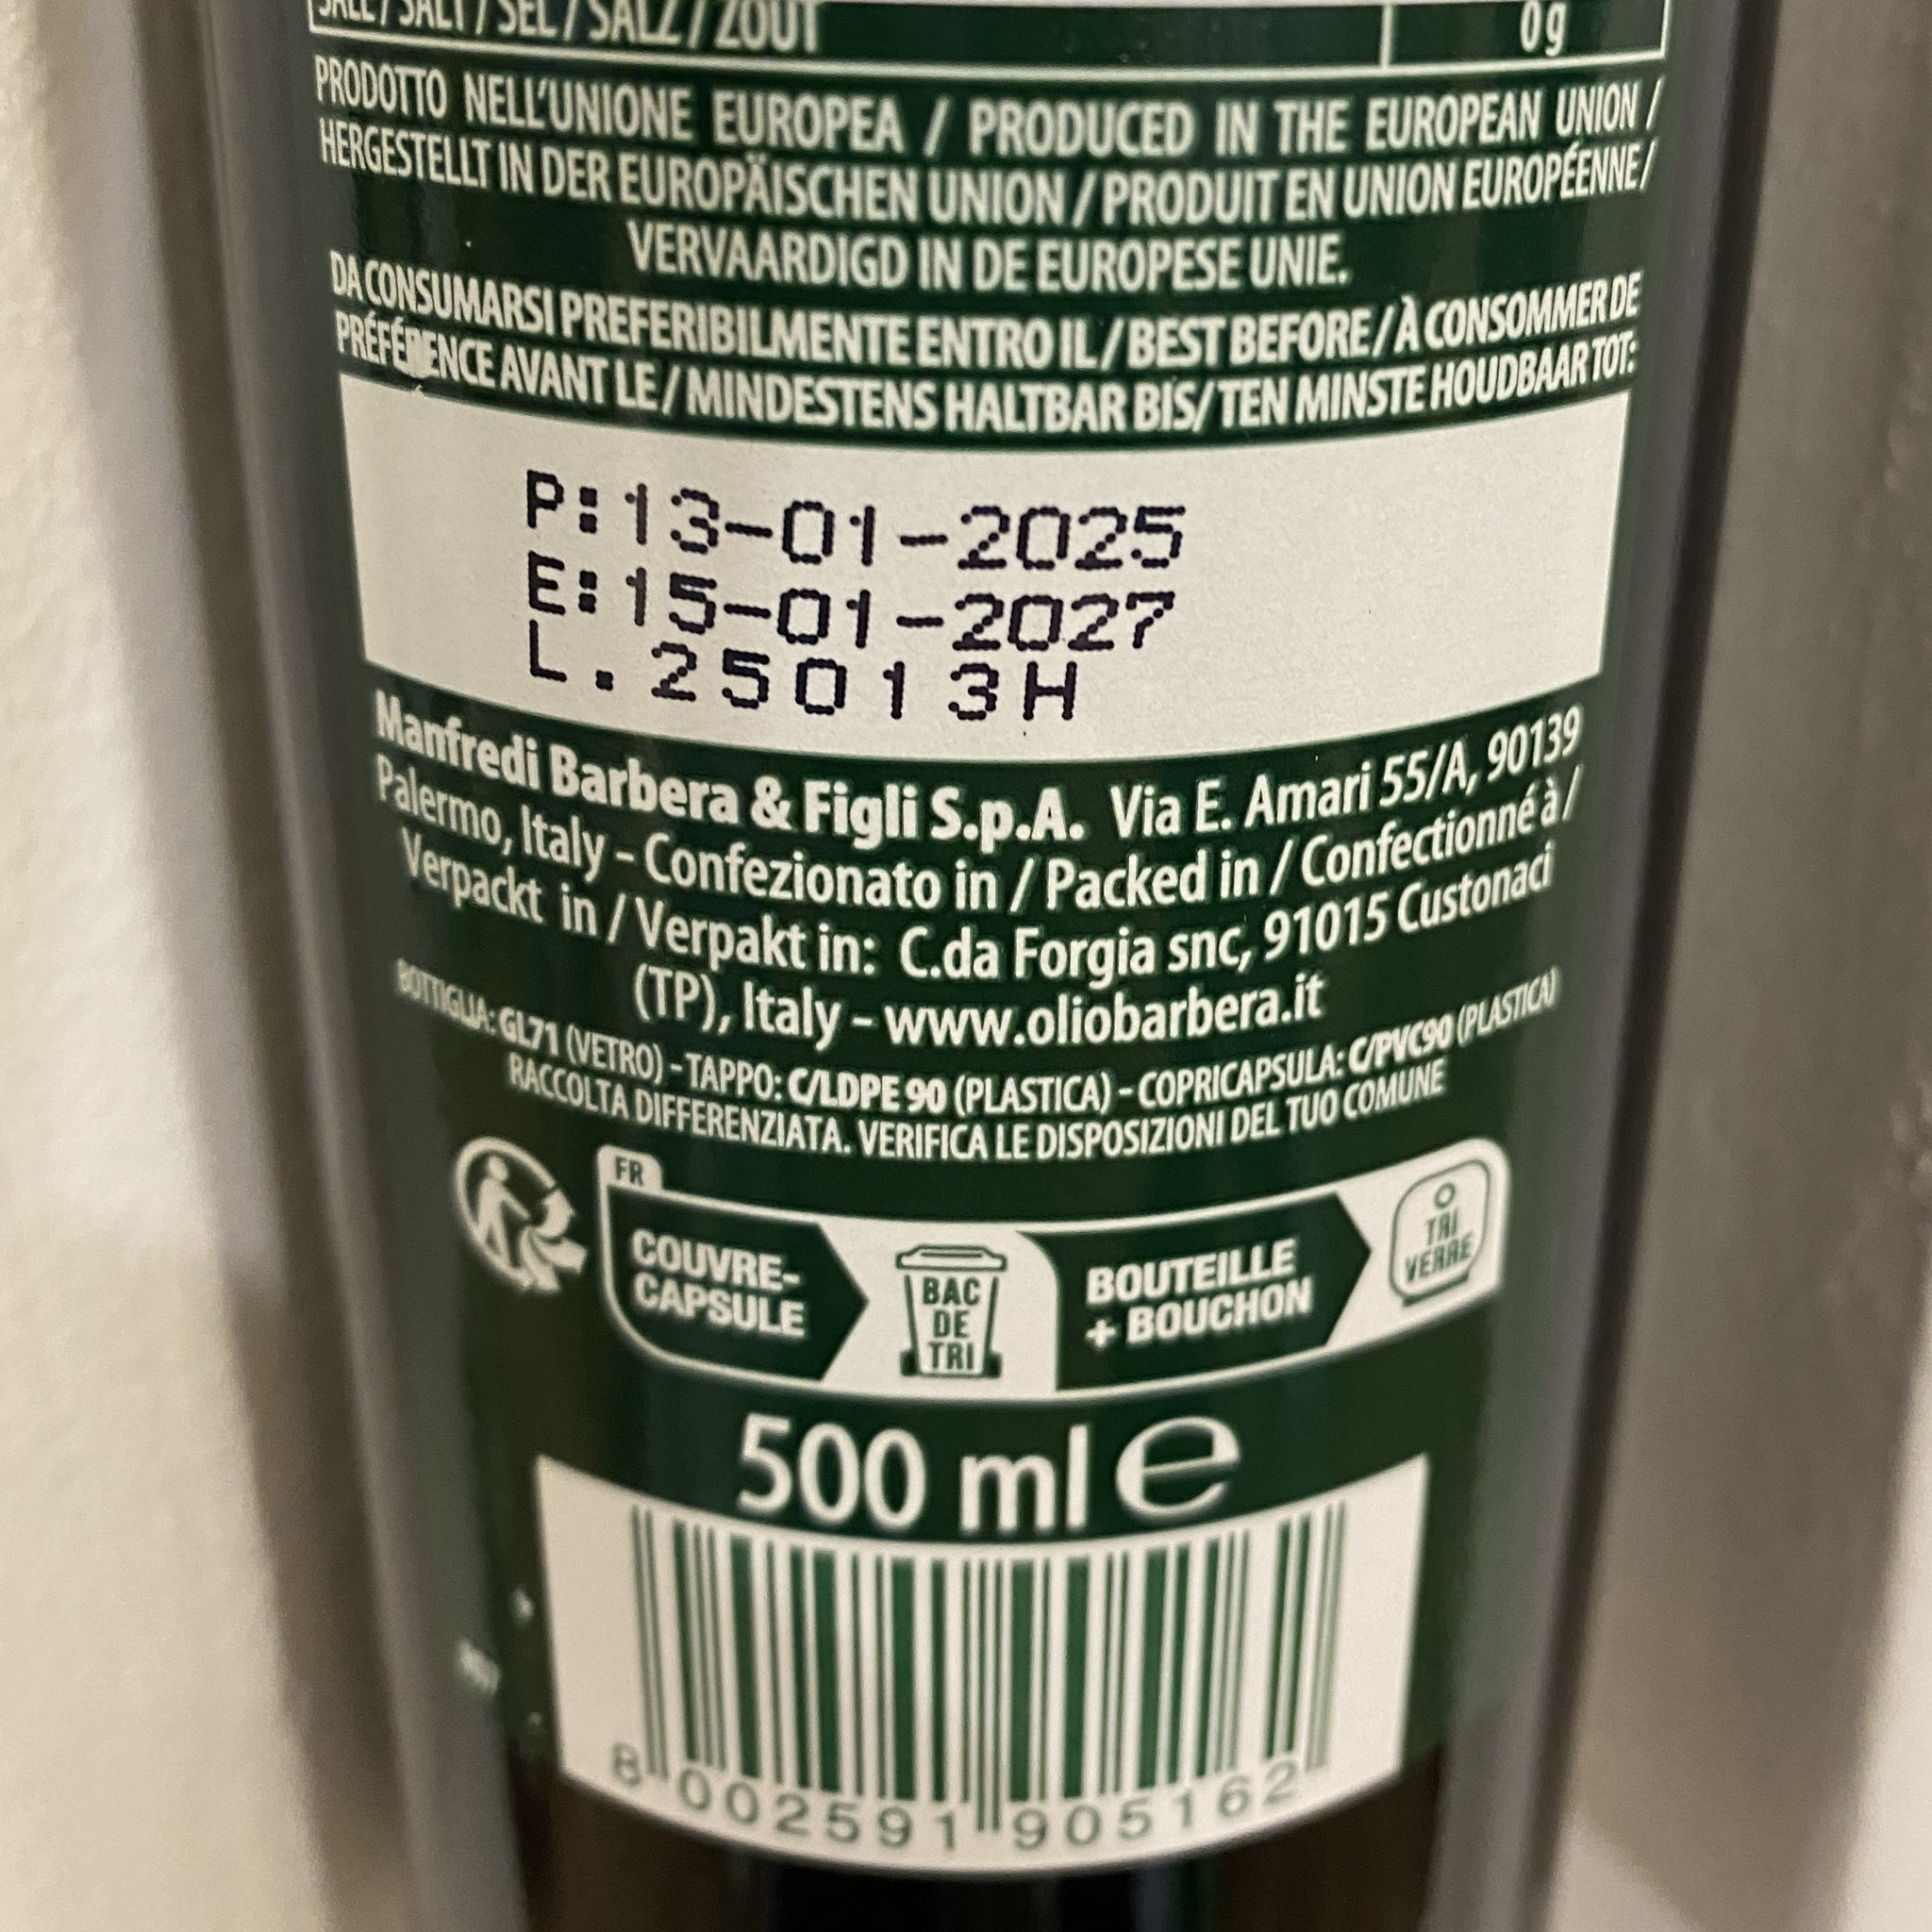 SALE / SALT / SEL / SALZ / ZOUT 0 g
PRODOTTO NELL'UNIONE EUROPEA / PRODUCED IN THE EUROPEAN UNION /
HERGESTELLT IN DER EUROPÄISCHEN UNION / PRODUIT EN UNION EUROPÉENNE /
VERVAARDIGD IN DE EUROPESE UNIE.
DA CONSUMARSI PREFERIBILMENTE ENTRO IL / BEST BEFORE / À CONSOMMER DE
PRÉFÉRENCE AVANT LE / MINDESTENS HALTBAR BIS/ TEN MINSTE HOUDBAAR TOT:
P:13-01-2025
E:15-01-2027
L.25013H
Manfredi Barbera & Figli S.p.A. Via E. Amari 55/A, 90139
Palermo, Italy - Confezionato in / Packed in / Confectionné à /
Verpackt in / Verpakt in: C.da Forgia snc, 91015 Custonaci
(TP), Italy - www.oliobarbera.it
BOTTIGLIA: GL71 (VETRO) - TAPPO: C/LDPE 90 (PLASTICA) - COPRICAPSULA: C/PVC90 (PLASTICA)
RACCOLTA DIFFERENZIATA. VERIFICA LE DISPOSIZIONI DEL TUO COMUNE
FR
COUVRE-
CAPSULE
BAC
DE
TRI
BOUTEILLE
+ BOUCHON
TRI
VERRE
500 ml e
8 002591 905162